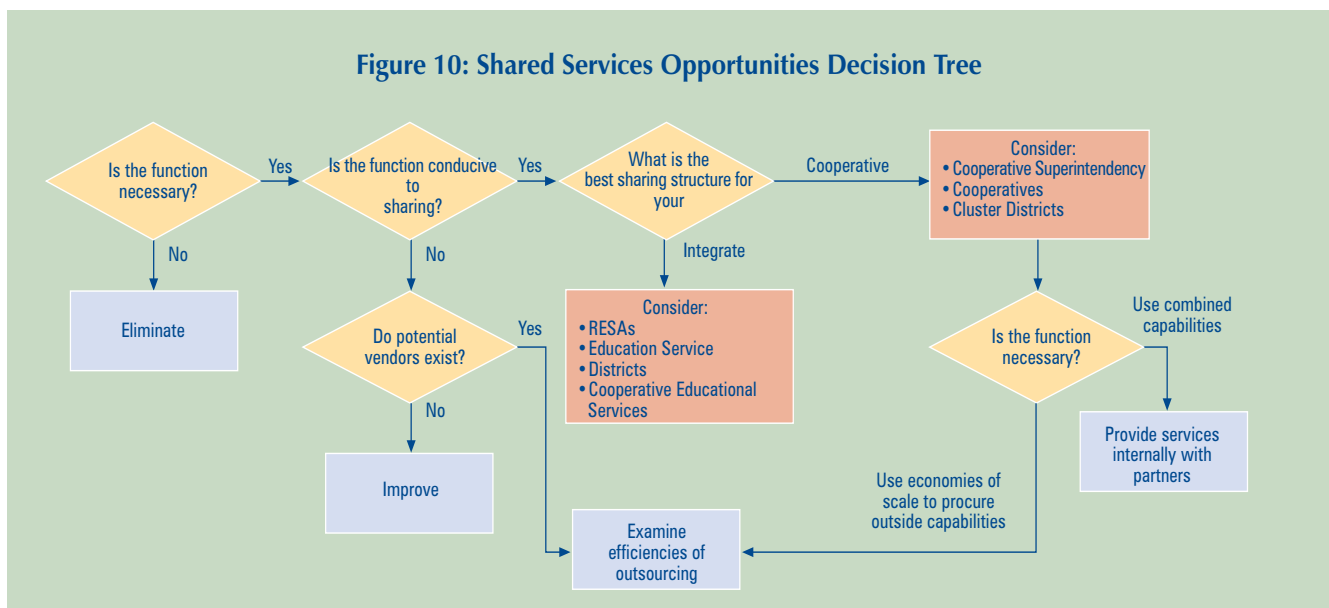 Figure 10: Shared Services Opportunities Decision Tree
Is the function
necessary?
Yes
Is the function conducive
to
sharing?
Yes
What is the
best sharing structure for
your
Cooperative
Consider:
• Cooperative Superintendency
• Cooperatives
• Cluster Districts
No
No
Integrate
Eliminate
Do potential
vendors exist?
Yes
Consider:
• RESAs
• Education Service
• Districts
• Cooperative Educational
Services
Is the function
necessary?
Use combined
capabilities
No
Improve
Provide services
internally with
partners
Use economies of
scale to procure
outside capabilities
Examine
efficiencies of
outsourcing